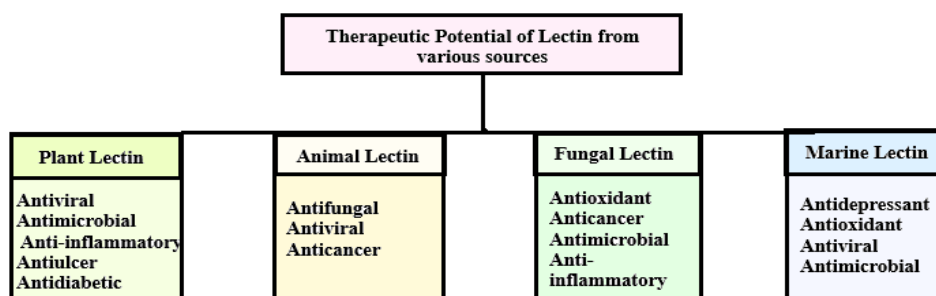 Therapeutic Potential of Lectin from
various sources
Plant Lectin
Antiviral
Antimicrobial
Anti-inflammatory
Antiulcer
Antidiabetic
Animal Lectin
Antifungal
Antiviral
Anticancer
Fungal Lectin
Antioxidant
Anticancer
Antimicrobial
Anti-
inflammatory
Marine Lectin
Antidepressant
Antioxidant
Antiviral
Antimicrobial